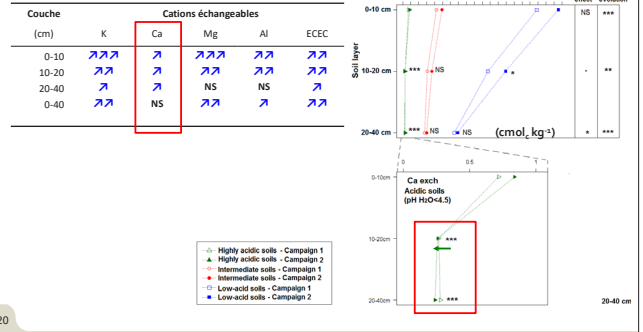 Couche Cations échangeables
(cm) K Ca Mg Al ECEC
0-10 ↗↗↗ ↗ ↗↗↗ ↗↗ ↗↗
10-20 ↗↗ ↗ ↗↗ ↗↗ ↗↗
20-40 ↗ ↗ NS NS ↗
0-40 ↗↗ NS ↗↗ ↗ ↗↗
0-10 cm NS ***
Soil layer
10-20 cm *** NS * - **
20-40 cm *** NS NS (cmolc kg-1) * ***
0 0.5 1
0-10cm
Ca exch
Acidic soils
(pH H2O<4.5)
10-20cm ***
20-40cm ***
Highly acidic soils - Campaign 1
Highly acidic soils - Campaign 2
Intermediate soils - Campaign 1
Intermediate soils - Campaign 2
Low-acid soils - Campaign 1
Low-acid soils - Campaign 2
20-40 cm
20